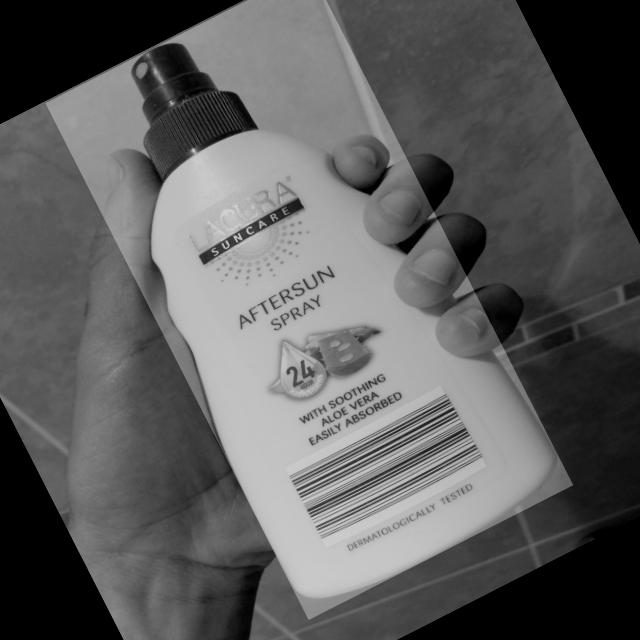 LACURA
SUNCARE
AFTERSUN
SPRAY
24
WITH SOOTHING
ALOE VERA
EASILY ABSORBED
DERMATOLOGICALLY TESTED